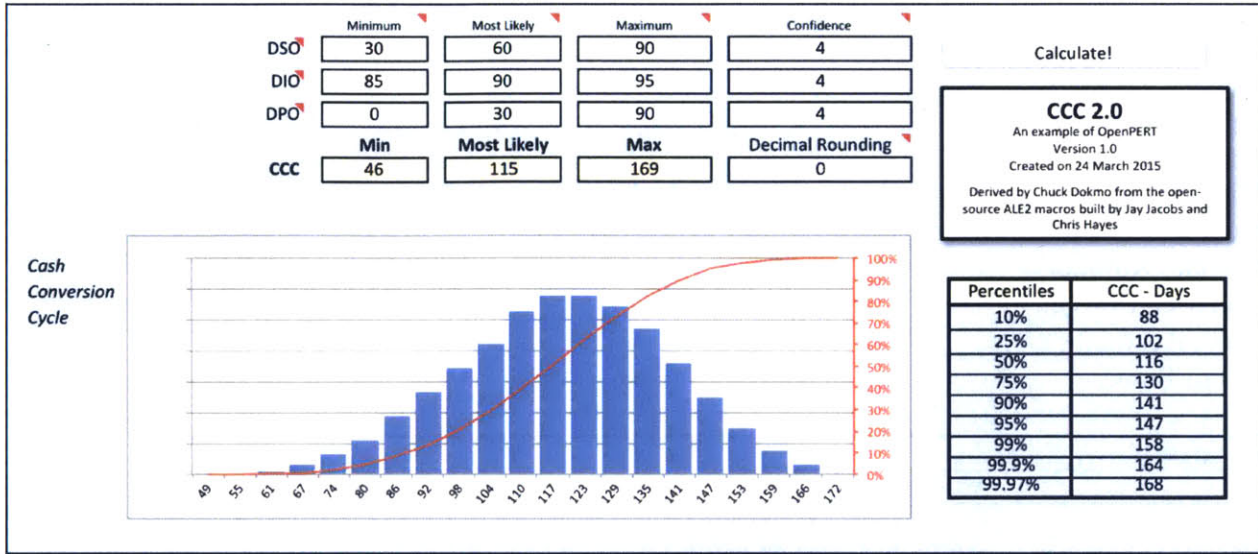 Minimum Most Likely Maximum Confidence
DSO 30 60 90 4
DIO 85 90 95 4
DPO 0 30 90 4
Min Most Likely Max Decimal Rounding
CCC 46 115 169 0
Calculate!
CCC 2.0
An example of OpenPERT
Version 1.0
Created on 24 March 2015
Derived by Chuck Dokmo from the open-
source ALE2 macros built by Jay Jacobs and
Chris Hayes
Cash
Conversion
Cycle
100%
90%
80%
70%
60%
50%
40%
30%
20%
10%
0%
49 55 61 67 74 80 86 92 98 104 110 117 123 129 135 141 147 153 159 166 172
Percentiles CCC - Days
10% 88
25% 102
50% 116
75% 130
90% 141
95% 147
99% 158
99.9% 164
99.97% 168